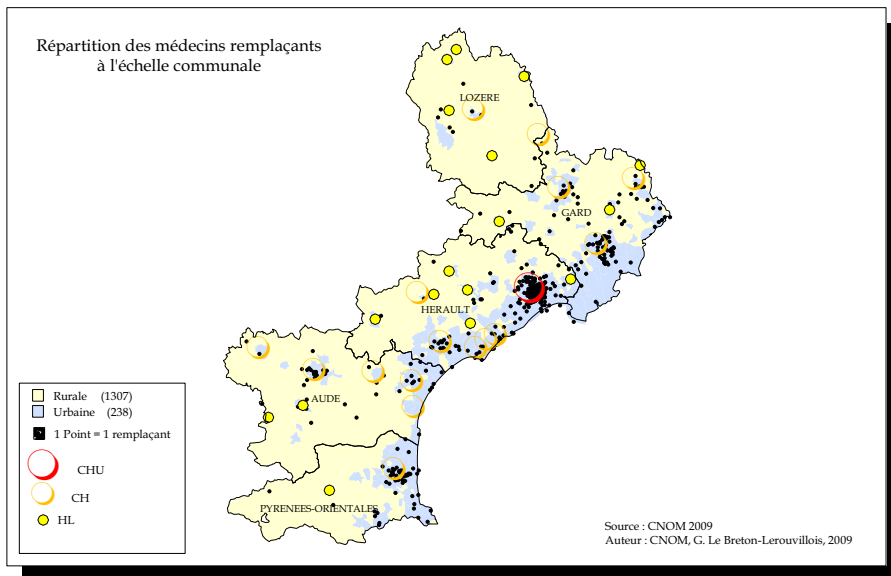 Répartition des médecins remplaçants
à l'échelle communale
LOZERE
GARD
HERAULT
AUDE
PYRENEES-ORIENTALES
Rurale (1307)
Urbaine (238)
1 Point = 1 remplaçant
CHU
CH
HL
Source : CNOM 2009
Auteur : CNOM, G. Le Breton-Lerouvillois, 2009